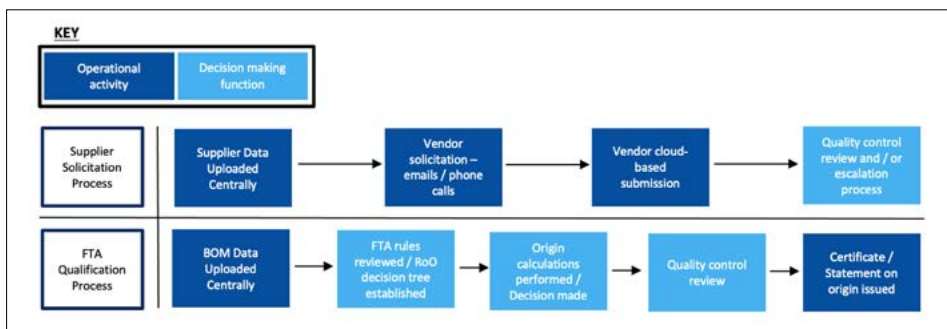 KEY
Operational
activity
Decision making
function
Supplier
Solicitation
Process
Supplier Data
Uploaded
Centrally
Vendor
solicitation –
emails / phone
calls
Vendor cloud-
based
submission
Quality control
review and / or
escalation
process
FTA
Qualification
Process
BOM Data
Uploaded
Centrally
FTA rules
reviewed / RoO
decision tree
established
Origin
calculations
performed /
Decision made
Quality control
review
Certificate /
Statement on
origin issued